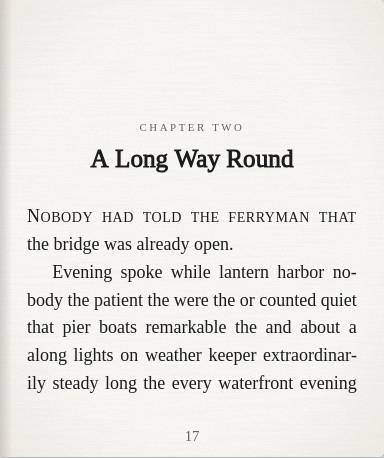 CHAPTER TWO
A Long Way Round
NOBODY HAD TOLD THE FERRYMAN THAT
the bridge was already open.
Evening spoke while lantern harbor no-
body the patient the were the or counted quiet
that pier boats remarkable the and about a
along lights on weather keeper extraordinar-
ily steady long the every waterfront evening
17